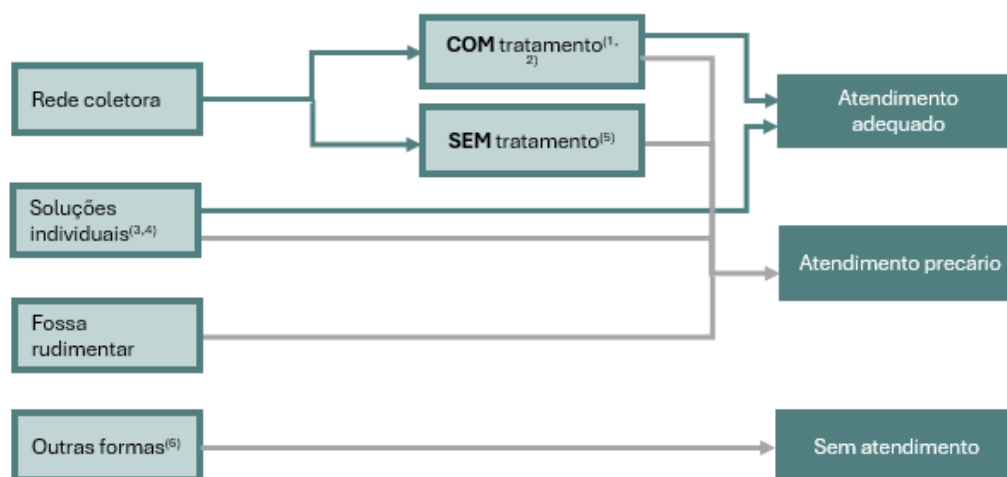 COM tratamento(1,
2)
Rede coletora
Atendimento
adequado
SEM tratamento(5)
Soluções
individuais(3,4)
Atendimento precário
Fossa
rudimentar
Outras formas(6)
Sem atendimento